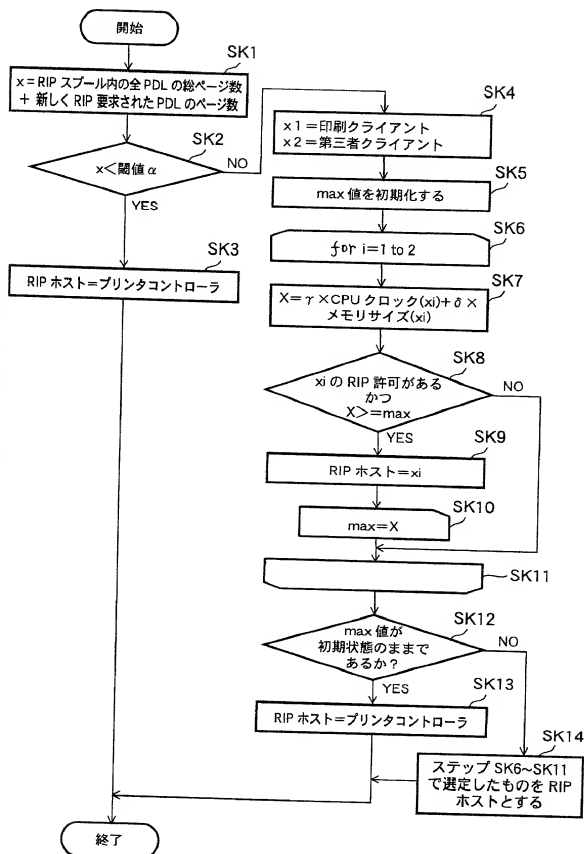 開始
SK1
x=RIP スプール内の全 PDL の総ページ数
+ 新しく RIP 要求された PDL のページ数
SK2
x<閾値 α
NO
YES
SK3
RIP ホスト=プリンタコントローラ
SK4
x1=印刷クライアント
x2=第三者クライアント
SK5
max 値を初期化する
SK6
for i=1 to 2
SK7
X=γ×CPU クロック(xi)+δ×
メモリサイズ(xi)
SK8
xi の RIP 許可がある
かつ
X>=max
NO
YES
SK9
RIP ホスト=xi
SK10
max=X
SK11
SK12
max 値が
初期状態のままで
あるか?
NO
YES
SK13
RIP ホスト=プリンタコントローラ
SK14
ステップ SK6~SK11
で選定したものを RIP
ホストとする
終了